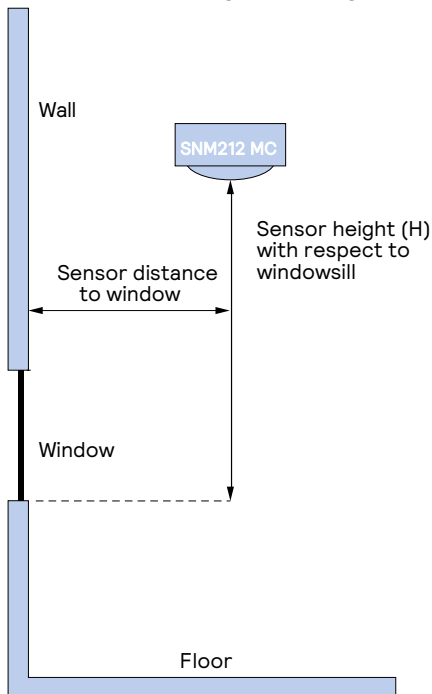 Wall
SNM212 MC
Sensor height (H)
with respect to
windowsill
Sensor distance
to window
Window
Floor